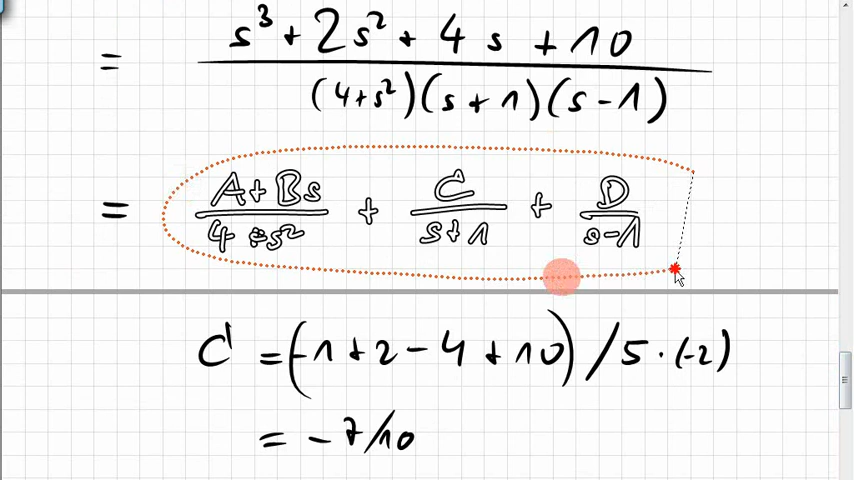 = s³ + 2s² + 4s + 10 / (4+s²)(s+1)(s-1)
= A+Bs / 4+s² + C / s+1 + D / s-1
C = (-1+2-4+10) / 5·(-2)
= -7/10